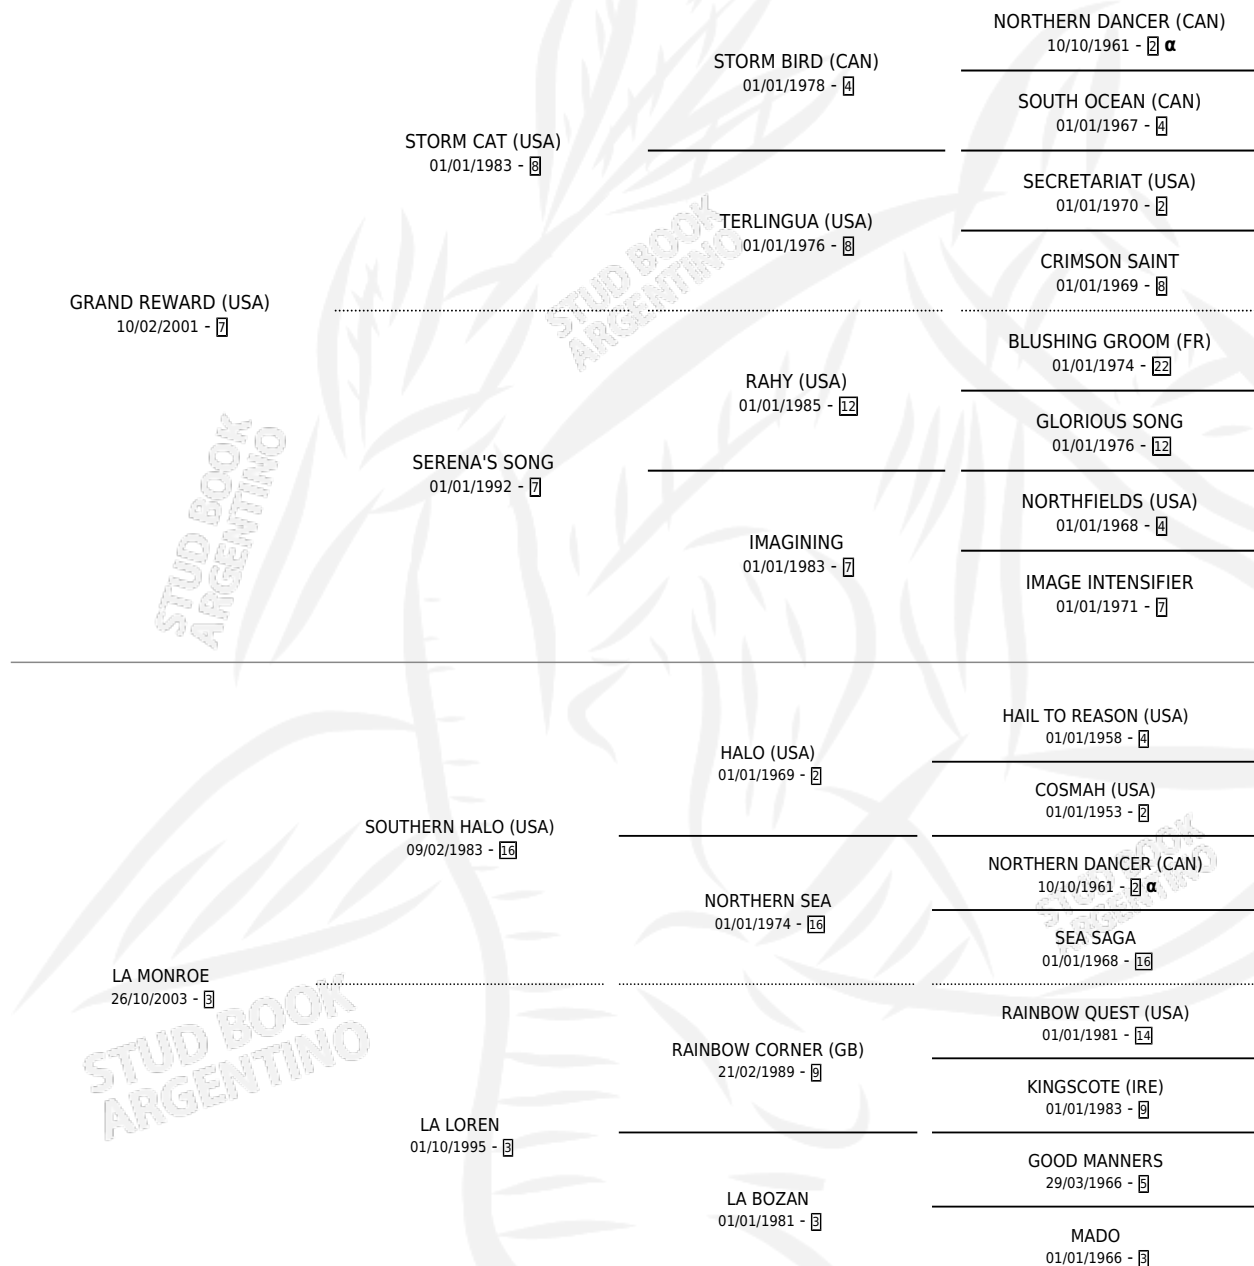 NORTHERN DANCER (CAN)
10/10/1961 - 2 α
STORM BIRD (CAN)
01/01/1978 - 4
SOUTH OCEAN (CAN)
01/01/1967 - 4
STORM CAT (USA)
01/01/1983 - 8
SECRETARIAT (USA)
01/01/1970 - 2
TERLINGUA (USA)
01/01/1976 - 8
CRIMSON SAINT
01/01/1969 - 8
GRAND REWARD (USA)
10/02/2001 - 7
BLUSHING GROOM (FR)
01/01/1974 - 22
RAHY (USA)
01/01/1985 - 12
GLORIOUS SONG
01/01/1976 - 12
SERENA'S SONG
01/01/1992 - 7
NORTHFIELDS (USA)
01/01/1968 - 4
IMAGINING
01/01/1983 - 7
IMAGE INTENSIFIER
01/01/1971 - 7
HAIL TO REASON (USA)
01/01/1958 - 4
HALO (USA)
01/01/1969 - 2
COSMAH (USA)
01/01/1953 - 2
SOUTHERN HALO (USA)
09/02/1983 - 16
NORTHERN DANCER (CAN)
10/10/1961 - 2 α
NORTHERN SEA
01/01/1974 - 16
SEA SAGA
01/01/1968 - 16
LA MONROE
26/10/2003 - 3
RAINBOW QUEST (USA)
01/01/1981 - 14
RAINBOW CORNER (GB)
21/02/1989 - 9
KINGSCOTE (IRE)
01/01/1983 - 9
LA LOREN
01/10/1995 - 3
GOOD MANNERS
29/03/1966 - 5
LA BOZAN
01/01/1981 - 3
MADO
01/01/1966 - 3
STUD BOOK
ARGENTINO
STUD BOOK
ARGENTINO
STUD BOOK
ARGENTINO
STUD BOOK
ARGENTINO